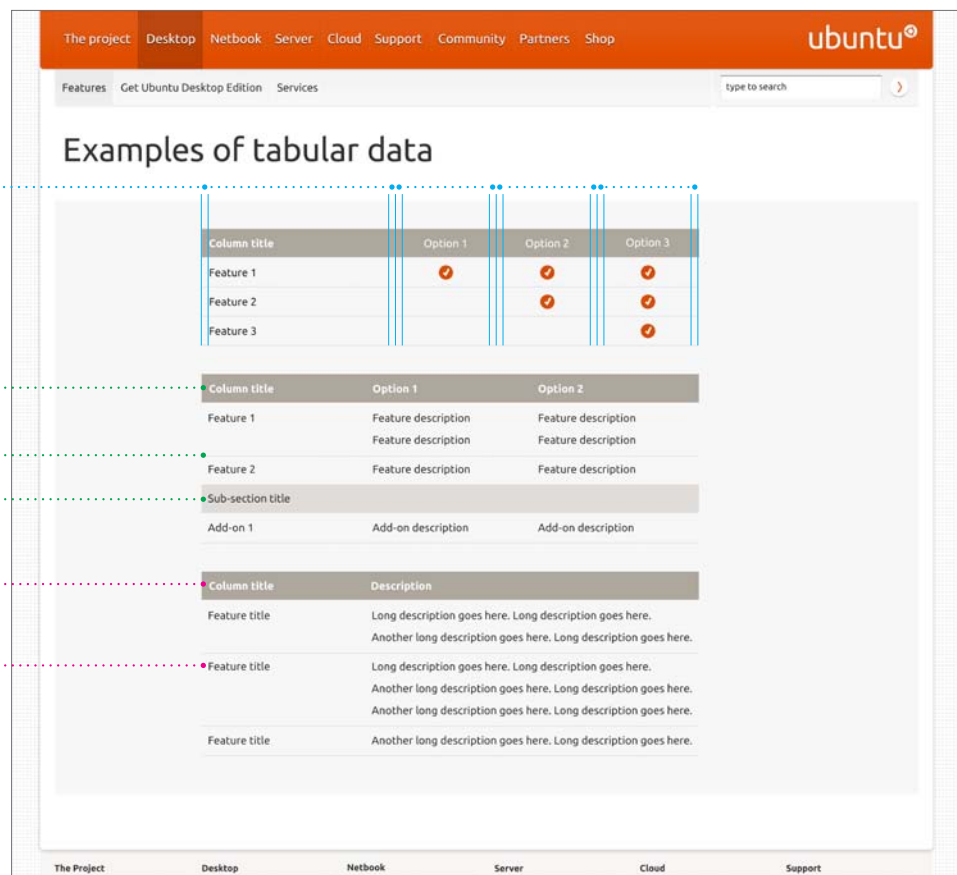 The project Desktop Netbook Server Cloud Support Community Partners Shop ubuntu
Features Get Ubuntu Desktop Edition Services type to search
Examples of tabular data
Column title Option 1 Option 2 Option 3
Feature 1
Feature 2
Feature 3
Column title Option 1 Option 2
Feature 1 Feature description Feature description
Feature description Feature description
Feature 2 Feature description Feature description
Sub-section title
Add-on 1 Add-on description Add-on description
Column title Description
Feature title Long description goes here. Long description goes here.
Another long description goes here. Long description goes here.
Feature title Long description goes here. Long description goes here.
Another long description goes here. Long description goes here.
Another long description goes here. Long description goes here.
Feature title Another long description goes here. Long description goes here.
The Project Desktop Netbook Server Cloud Support